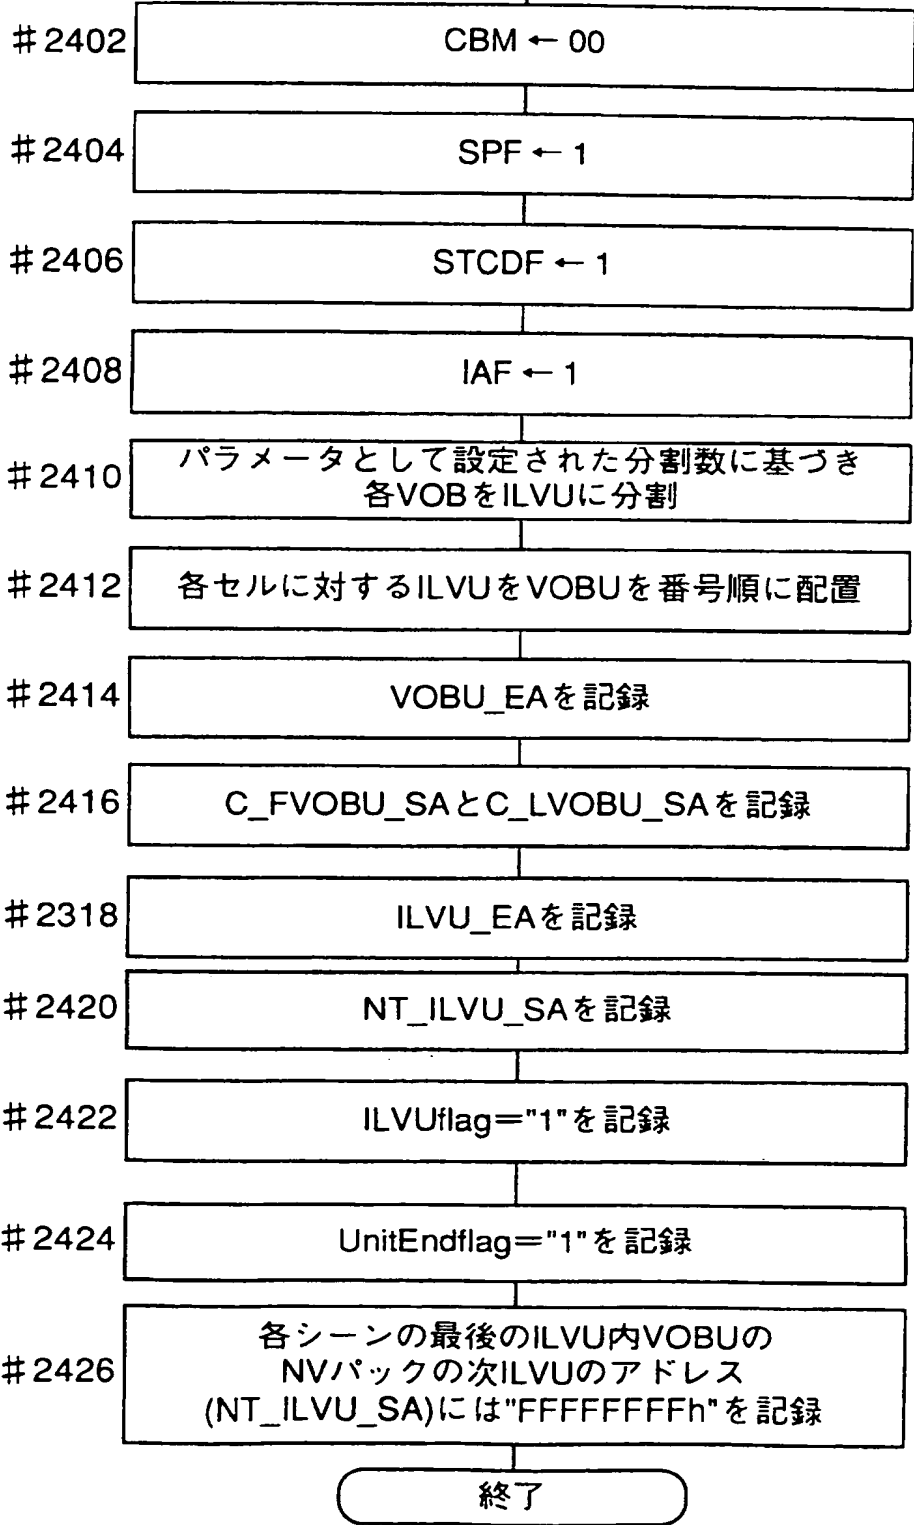 #2402 CBM ← 00
#2404 SPF ← 1
#2406 STCDF ← 1
#2408 IAF ← 1
#2410 パラメータとして設定された分割数に基づき
各VOBをILVUに分割
#2412 各セルに対するILVUをVOBUを番号順に配置
#2414 VOBU_EAを記録
#2416 C_FVOBU_SAとC_LVOBU_SAを記録
#2318 ILVU_EAを記録
#2420 NT_ILVU_SAを記録
#2422 ILVUflag="1"を記録
#2424 UnitEndflag="1"を記録
#2426 各シーンの最後のILVU内VOBUの
NVパックの次ILVUのアドレス
(NT_ILVU_SA)には"FFFFFFFFh"を記録
終了